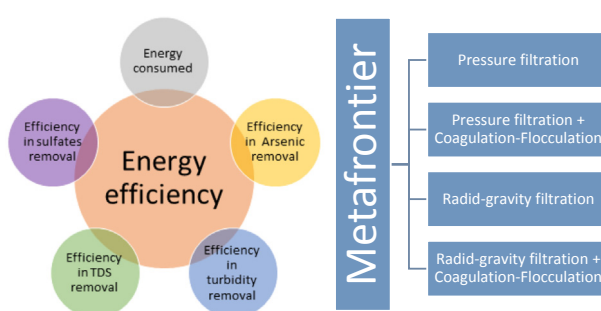 Energy
consumed
Efficiency
in Arsenic
removal
Efficiency
in
turbidity
removal
Efficiency
in TDS
removal
Efficiency
in sulfates
removal
Energy
efficiency
Metafrontier
Pressure filtration
Pressure filtration +
Coagulation-Flocculation
Radid-gravity filtration
Radid-gravity filtration +
Coagulation-Flocculation